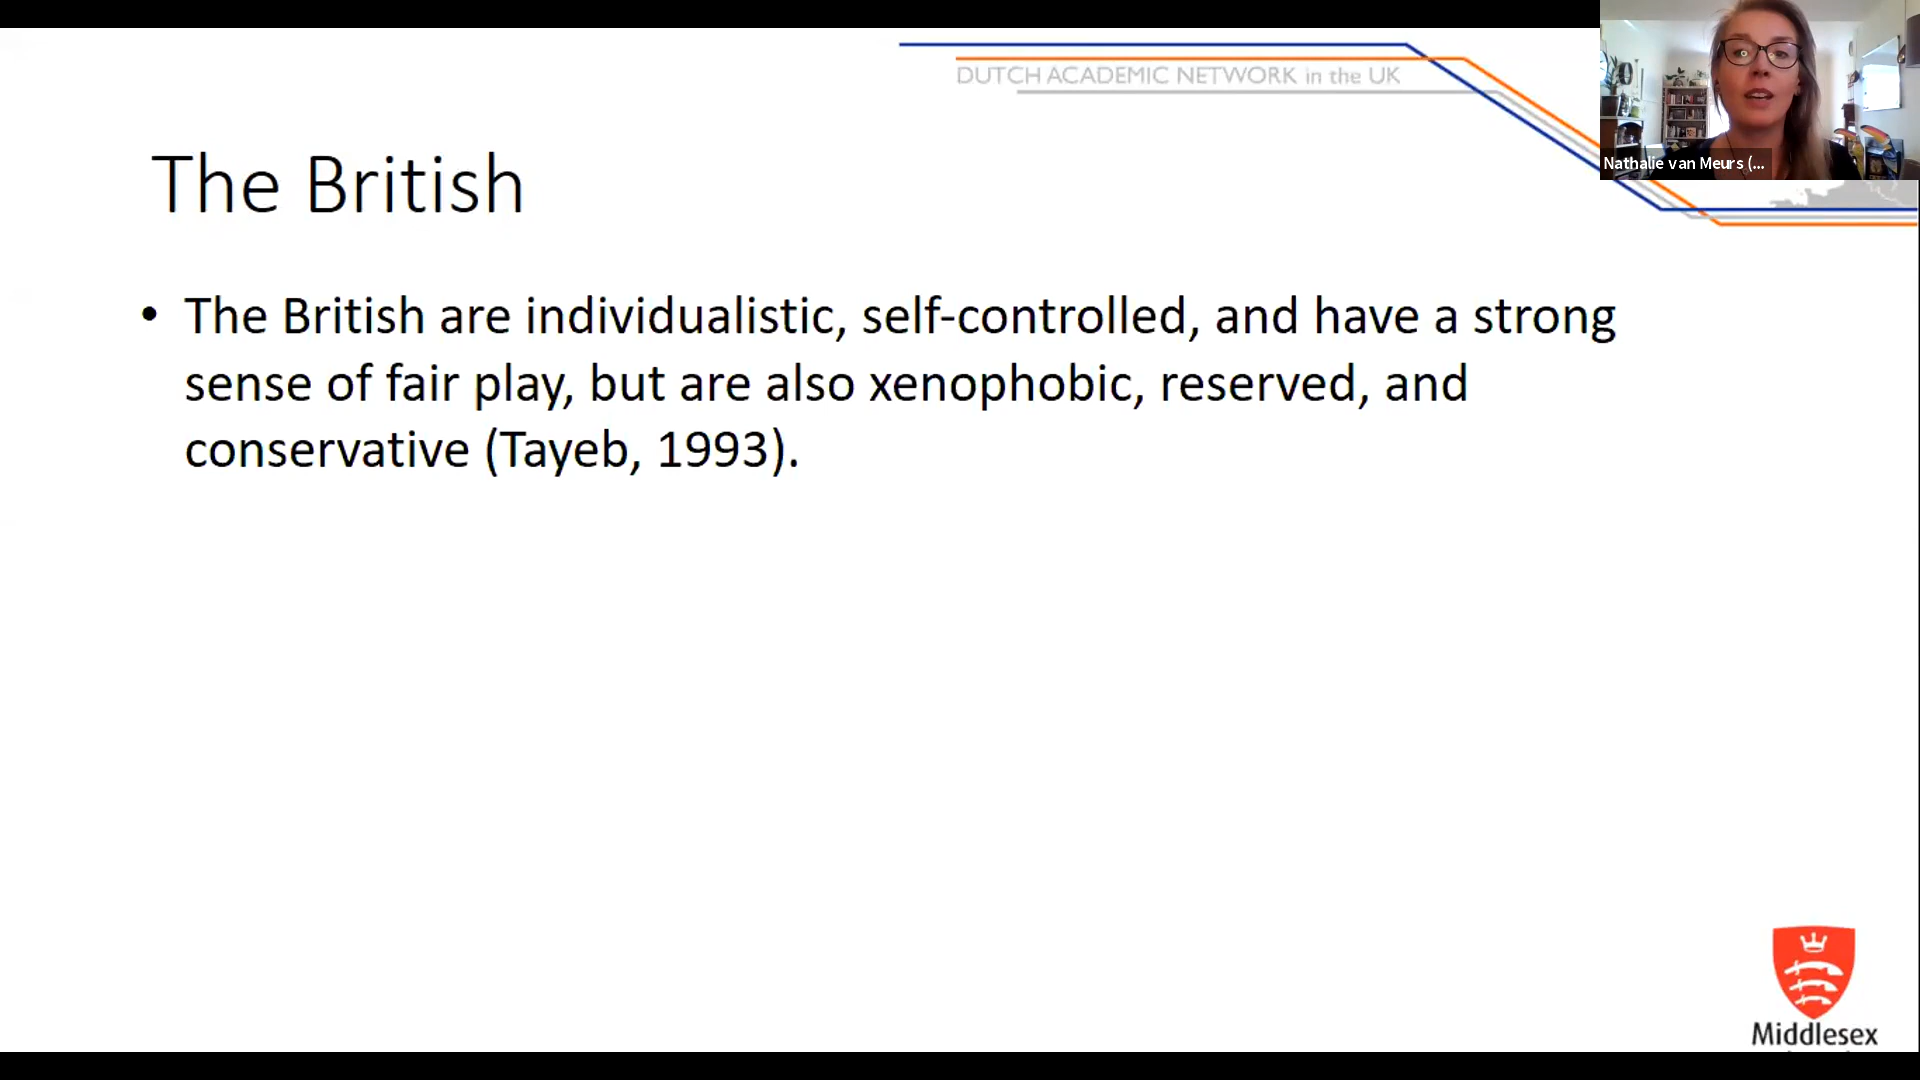 DUTCH ACADEMIC NETWORK in the UK
Nathalie van Meurs (...
The British
• The British are individualistic, self-controlled, and have a strong
sense of fair play, but are also xenophobic, reserved, and
conservative (Tayeb, 1993).
Middlesex